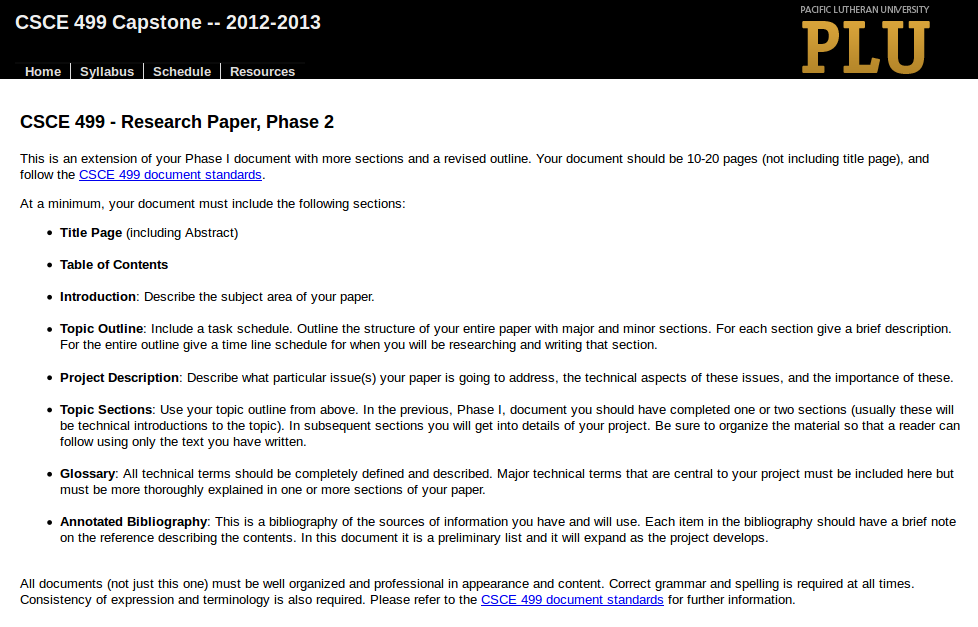 CSCE 499 Capstone -- 2012-2013
PACIFIC LUTHERAN UNIVERSITY
PLU
Home | Syllabus | Schedule | Resources
CSCE 499 - Research Paper, Phase 2
This is an extension of your Phase I document with more sections and a revised outline. Your document should be 10-20 pages (not including title page), and
follow the CSCE 499 document standards.
At a minimum, your document must include the following sections:
• Title Page (including Abstract)
• Table of Contents
• Introduction: Describe the subject area of your paper.
• Topic Outline: Include a task schedule. Outline the structure of your entire paper with major and minor sections. For each section give a brief description.
For the entire outline give a time line schedule for when you will be researching and writing that section.
• Project Description: Describe what particular issue(s) your paper is going to address, the technical aspects of these issues, and the importance of these.
• Topic Sections: Use your topic outline from above. In the previous, Phase I, document you should have completed one or two sections (usually these will
be technical introductions to the topic). In subsequent sections you will get into details of your project. Be sure to organize the material so that a reader can
follow using only the text you have written.
• Glossary: All technical terms should be completely defined and described. Major technical terms that are central to your project must be included here but
must be more thoroughly explained in one or more sections of your paper.
• Annotated Bibliography: This is a bibliography of the sources of information you have and will use. Each item in the bibliography should have a brief note
on the reference describing the contents. In this document it is a preliminary list and it will expand as the project develops.
All documents (not just this one) must be well organized and professional in appearance and content. Correct grammar and spelling is required at all times.
Consistency of expression and terminology is also required. Please refer to the CSCE 499 document standards for further information.